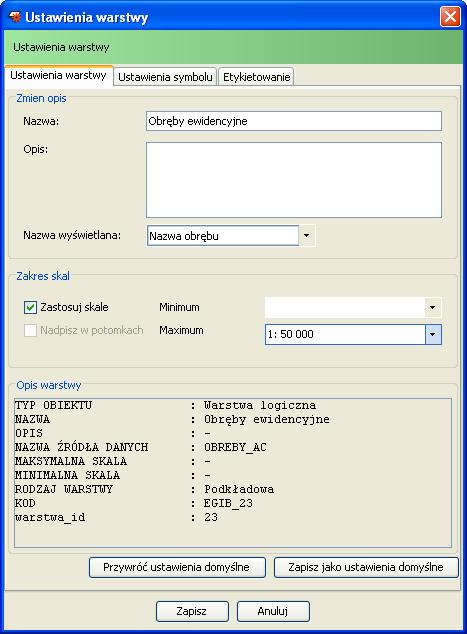 Ustawienia warstwy
Ustawienia warstwy
Ustawienia warstwy Ustawienia symbolu Etykietowanie
Zmien opis
Nazwa: Obręby ewidencyjne
Opis:
Nazwa wyświetlana: Nazwa obrębu
Zakres skal
Zastosuj skale Minimum
Nadpisz w potomkach Maximum 1: 50 000
Opis warstwy
TYP OBIEKTU : Warstwa logiczna
NAZWA : Obręby ewidencyjne
OPIS : -
NAZWA ŹRÓDŁA DANYCH : OBREBY_AC
MAKSYMALNA SKALA : -
MINIMALNA SKALA : -
RODZAJ WARSTWY : Podkładowa
KOD : EGIB_23
warstwa_id : 23
Przywróć ustawienia domyślne Zapisz jako ustawienia domyślne
Zapisz Anuluj